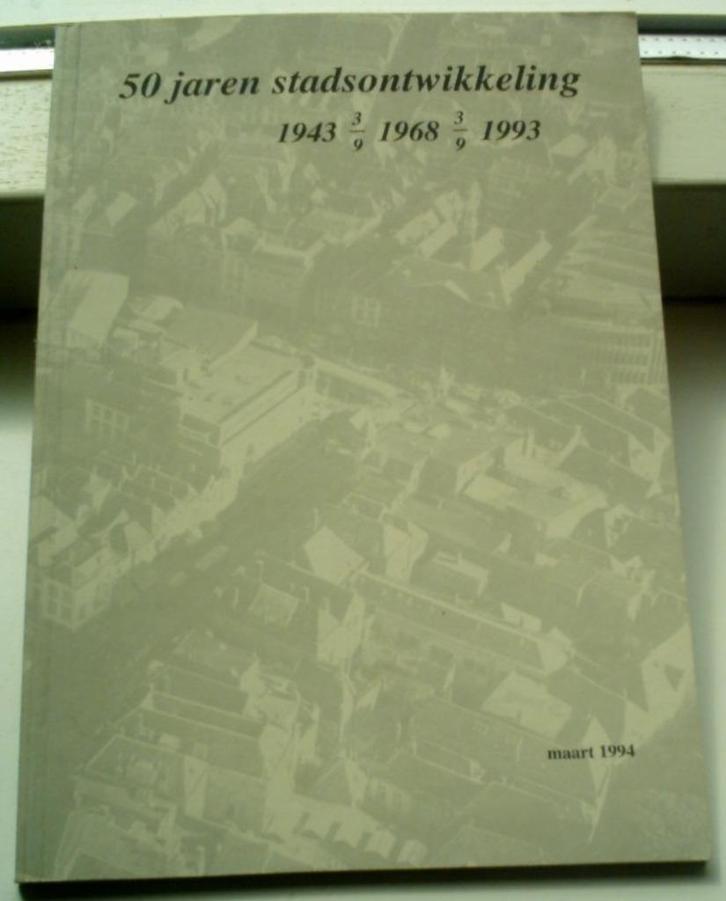 50 jaren stadsontwikkeling
1943 3/9 1968 3/9 1993
maart 1994